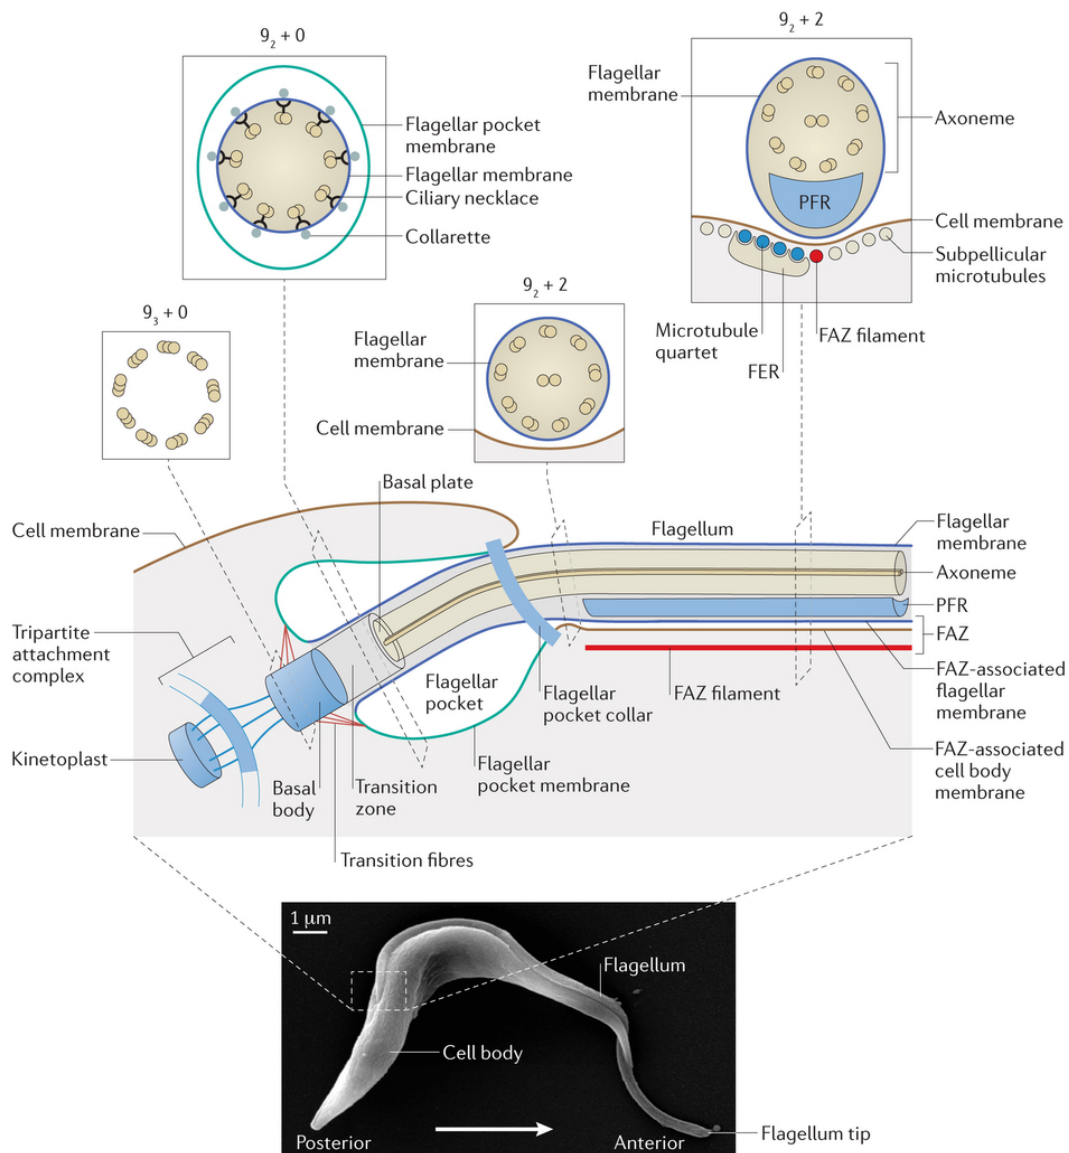 9₂ + 0
Flagellar pocket
membrane
Flagellar membrane
Ciliary necklace
Collarette
9₂ + 2
Flagellar
membrane
Axoneme
PFR
Cell membrane
Subpellicular
microtubules
Microtubule
quartet
FAZ filament
FER
9₃ + 0
9₂ + 2
Flagellar
membrane
Cell membrane
Basal plate
Cell membrane
Flagellum
Flagellar
membrane
Axoneme
PFR
FAZ
Tripartite
attachment
complex
Flagellar
pocket
Flagellar
pocket collar
FAZ filament
FAZ-associated
flagellar
membrane
Kinetoplast
FAZ-associated
cell body
membrane
Basal
body
Transition
zone
Flagellar
pocket membrane
Transition fibres
1 µm
Flagellum
Cell body
Posterior
Anterior
Flagellum tip